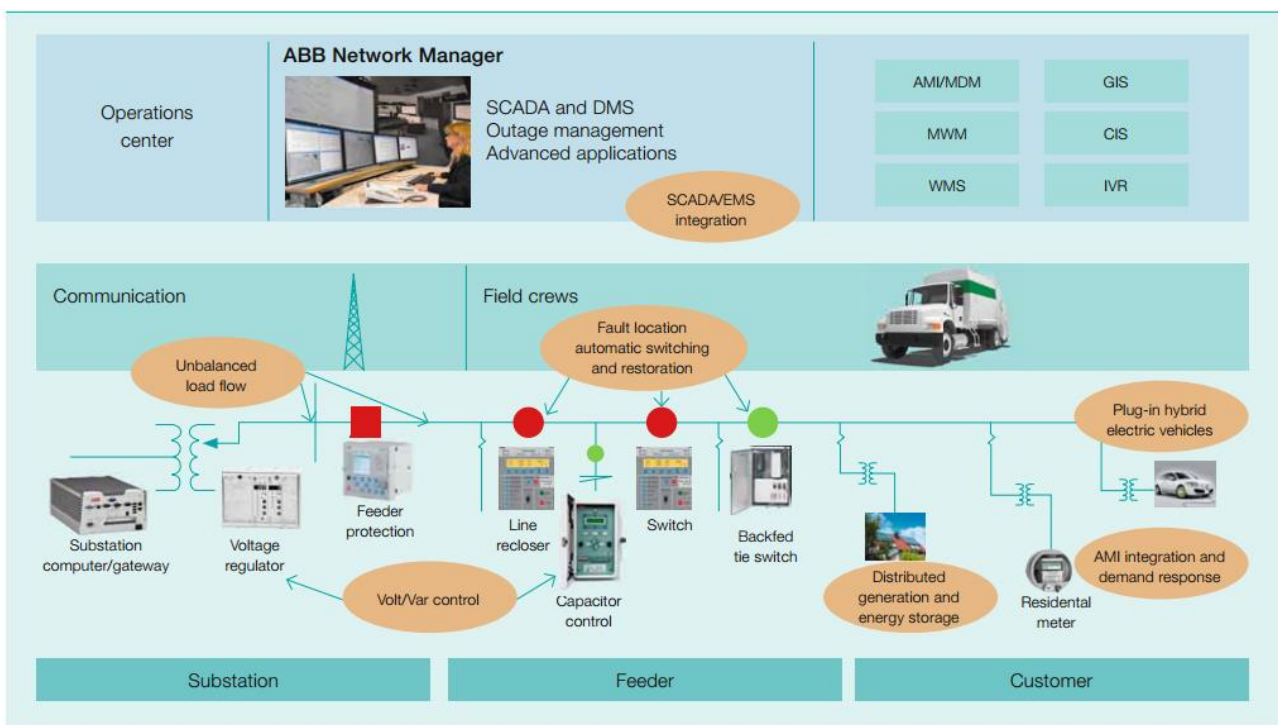 ABB Network Manager
Operations
center
SCADA and DMS
Outage management
Advanced applications
SCADA/EMS
integration
AMI/MDM
GIS
MWM
CIS
WMS
IVR
Communication
Field crews
Unbalanced
load flow
Fault location
automatic switching
and restoration
Plug-in hybrid
electric vehicles
Substation
computer/gateway
Voltage
regulator
Feeder
protection
Line
recloser
Capacitor
control
Switch
Backfed
tie switch
Volt/Var control
Distributed
generation and
energy storage
Residental
meter
AMI integration and
demand response
Substation
Feeder
Customer